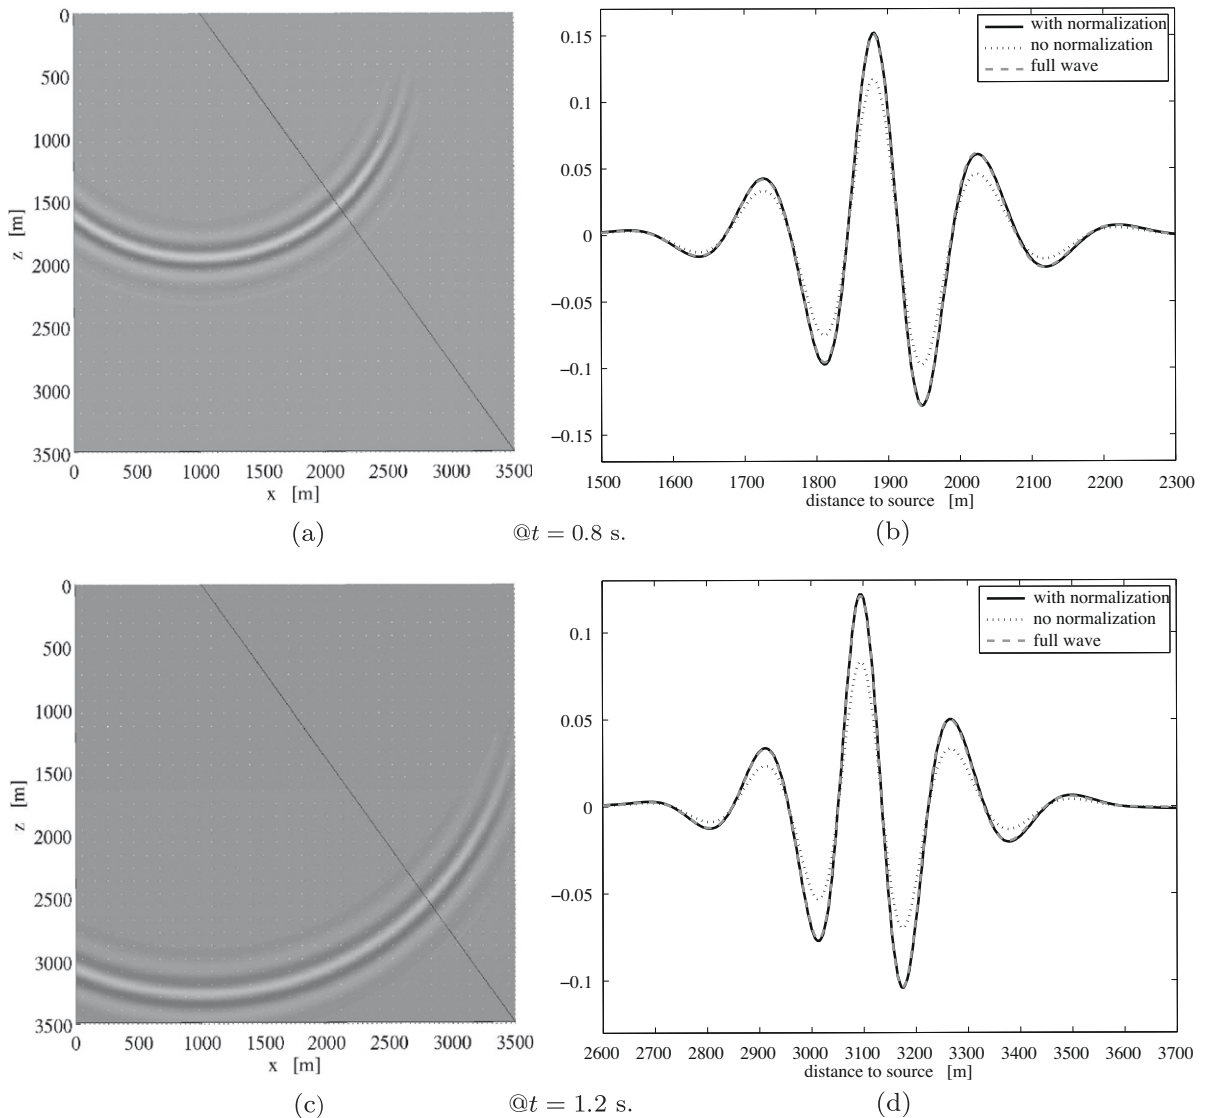 0
500
1000
1500
2000
2500
3000
3500
z [m]
0 500 1000 1500 2000 2500 3000 3500
x [m]
(a)
0.15
0.1
0.05
0
−0.05
−0.1
−0.15
with normalization
no normalization
full wave
1500 1600 1700 1800 1900 2000 2100 2200 2300
distance to source [m]
(b)
@t = 0.8 s.
0
500
1000
1500
2000
2500
3000
3500
z [m]
0 500 1000 1500 2000 2500 3000 3500
x [m]
(c)
0.1
0.05
0
−0.05
−0.1
with normalization
no normalization
full wave
2600 2700 2800 2900 3000 3100 3200 3300 3400 3500 3600 3700
distance to source [m]
(d)
@t = 1.2 s.